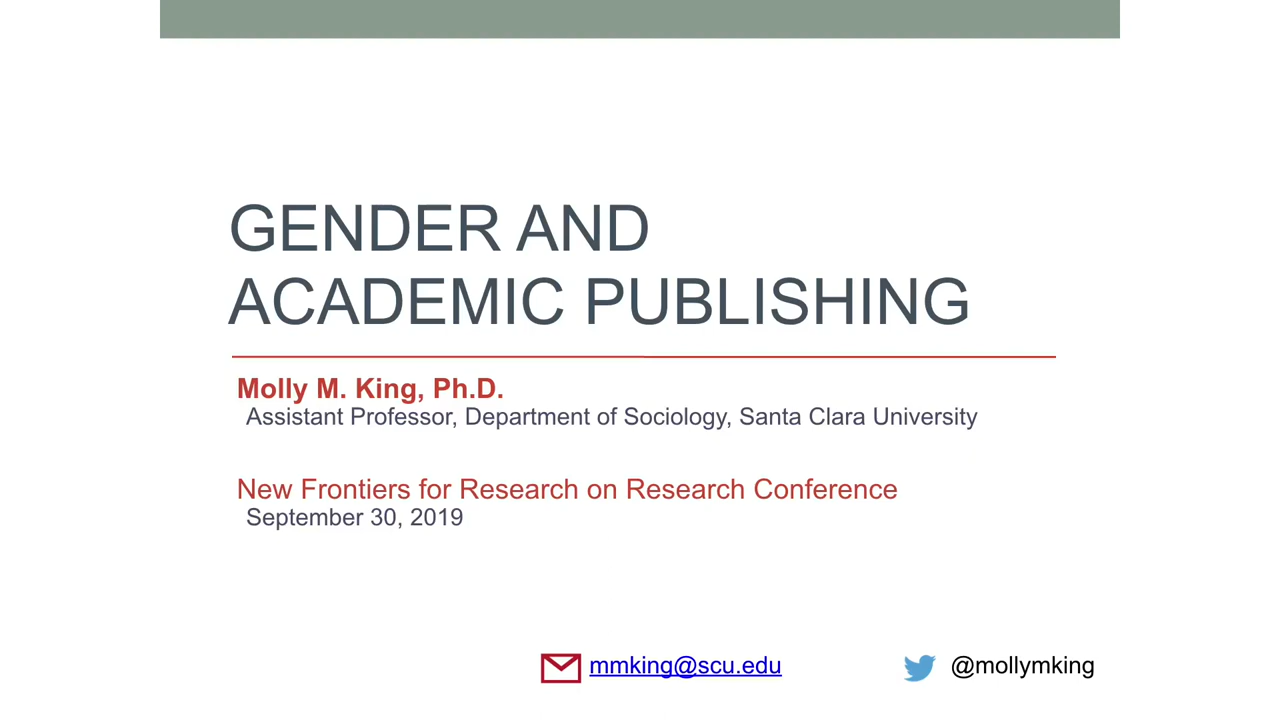 GENDER AND
ACADEMIC PUBLISHING
Molly M. King, Ph.D.
Assistant Professor, Department of Sociology, Santa Clara University
New Frontiers for Research on Research Conference
September 30, 2019
mmking@scu.edu
@mollymking